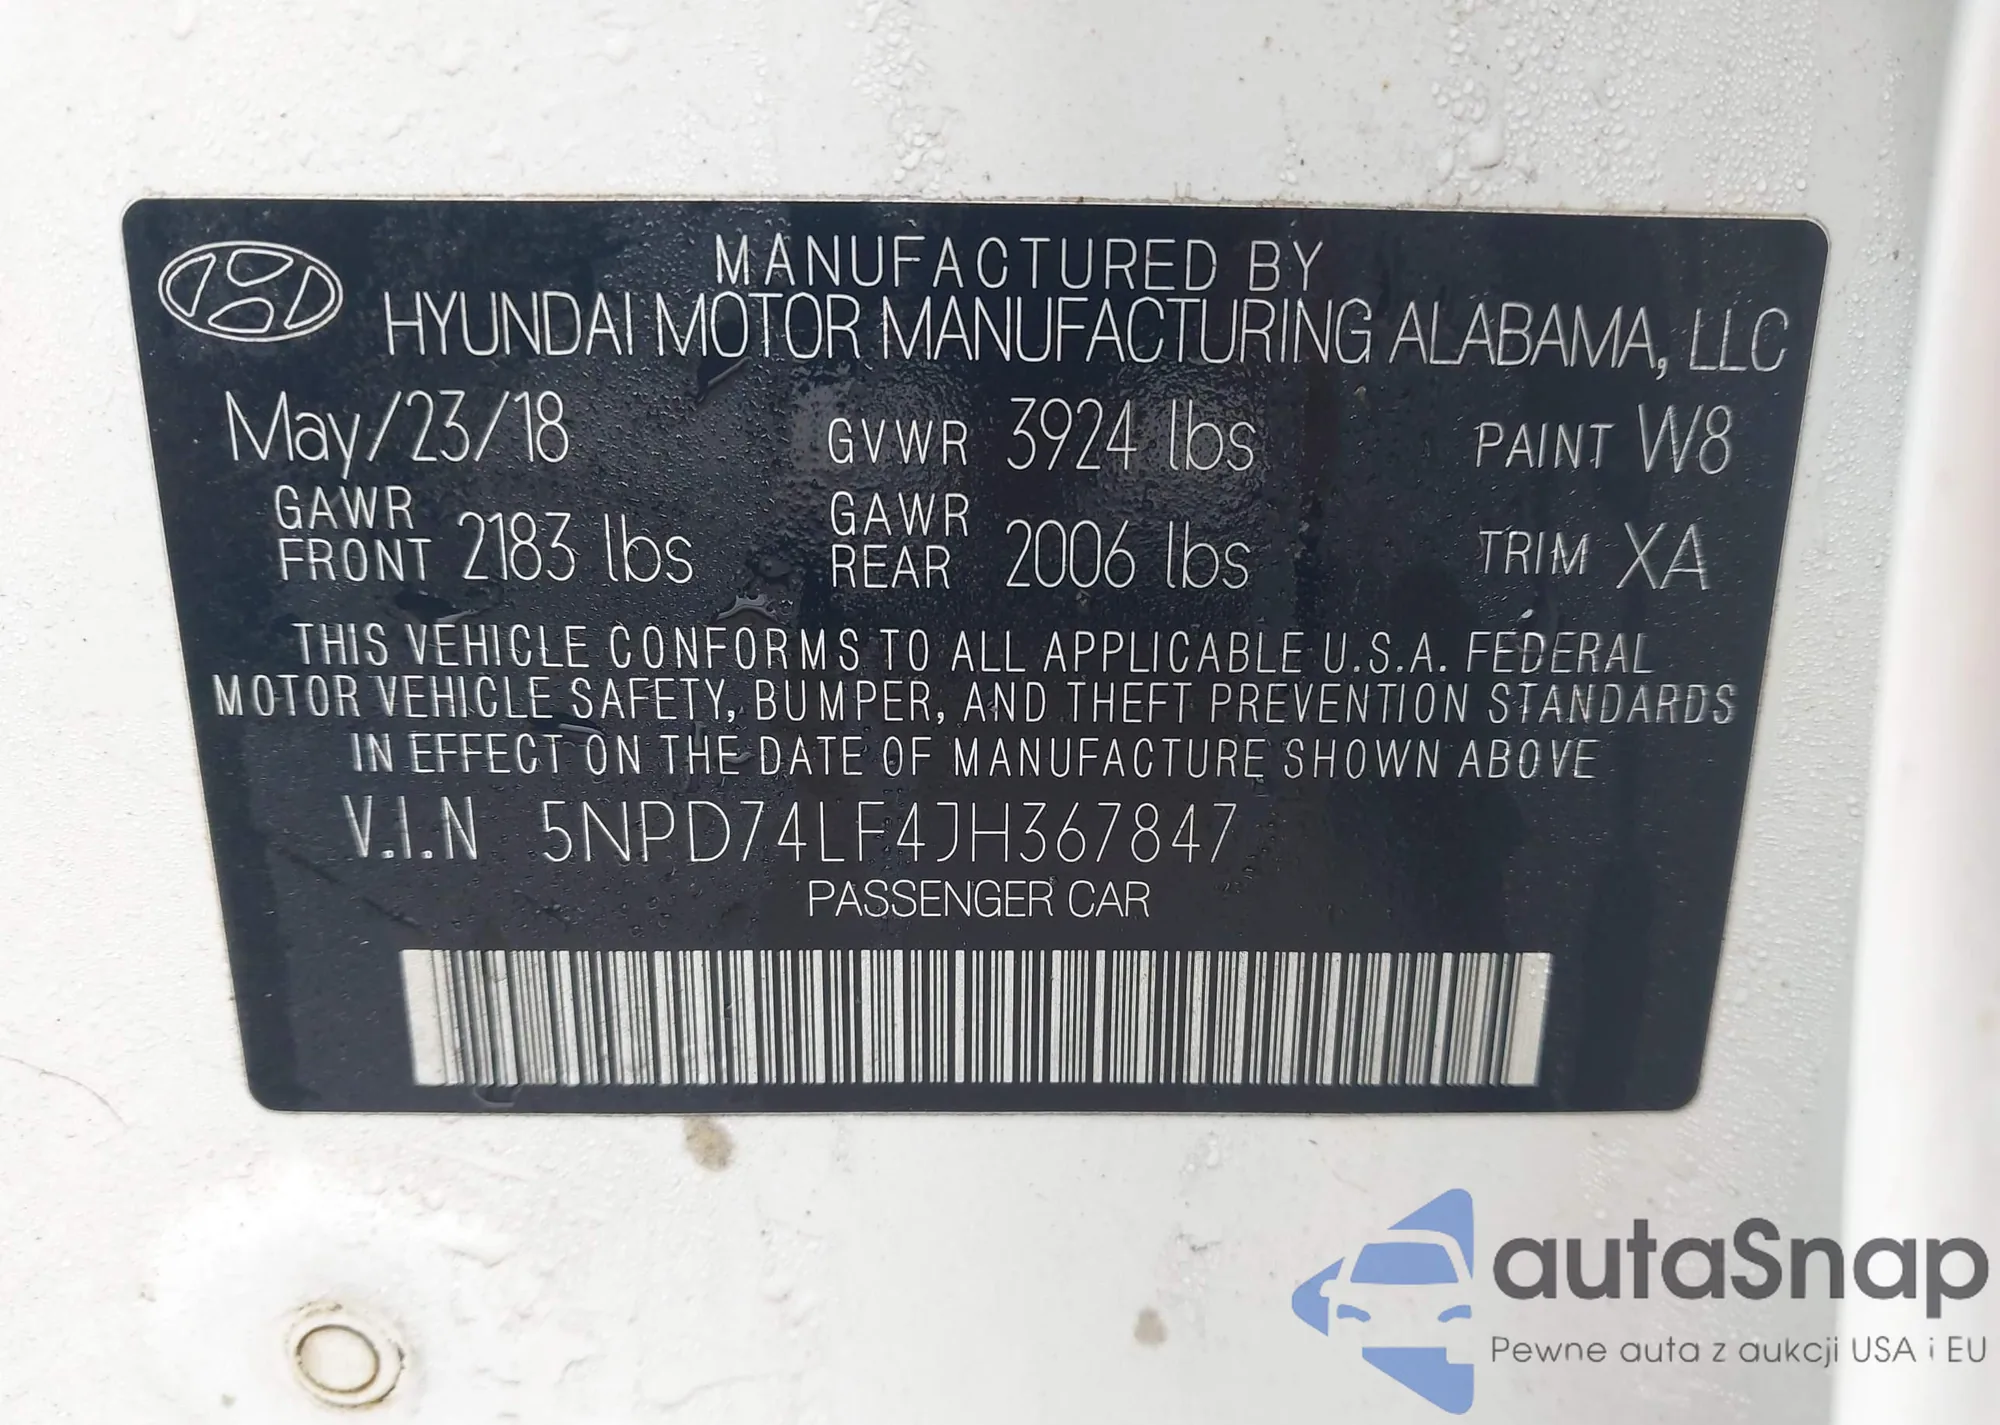 MANUFACTURED BY
HYUNDAI MOTOR MANUFACTURING ALABAMA, LLC
May/23/18 GVWR 3924 lbs PAINT W8
GAWR FRONT 2183 lbs GAWR REAR 2006 lbs TRIM XA
THIS VEHICLE CONFORMS TO ALL APPLICABLE U.S.A. FEDERAL
MOTOR VEHICLE SAFETY, BUMPER, AND THEFT PREVENTION STANDARDS
IN EFFECT ON THE DATE OF MANUFACTURE SHOWN ABOVE
V.I.N 5NPD74LF4JH367847
PASSENGER CAR
autaSnap
Pewne auta z aukcji USA i EU